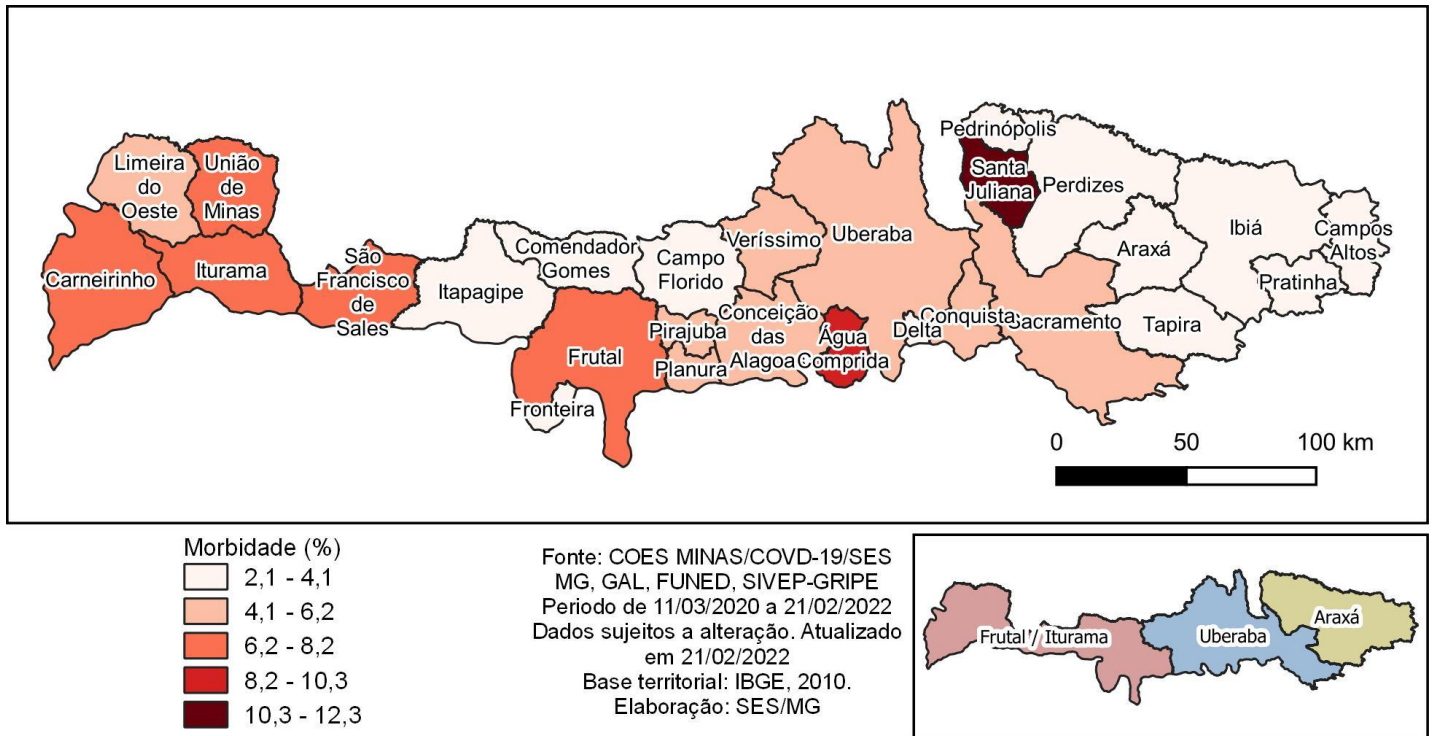 Pedrinópolis
Limeira
do
Oeste
União
de
Minas
Santa
Juliana
Perdizes
Campos
Altos
Ibiá
Veríssimo
Uberaba
Comendador
Gomes
Campo
Florido
Araxá
São
Francisco
de
Sales
Carneirinho
Iturama
Itapagipe
Pratinha
Conceição
das
Alagoa
Pirajuba
Água
Comprida
Delta
Conquista
Sacramento
Tapira
Frutal
Planura
Fronteira
0 50 100 km
Morbidade (%)
2,1 - 4,1
4,1 - 6,2
6,2 - 8,2
8,2 - 10,3
10,3 - 12,3
Fonte: COES MINAS/COVD-19/SES
MG, GAL, FUNED, SIVEP-GRIPE
Periodo de 11/03/2020 a 21/02/2022
Dados sujeitos a alteração. Atualizado
em 21/02/2022
Base territorial: IBGE, 2010.
Elaboração: SES/MG
Frutal / Iturama
Uberaba
Araxá